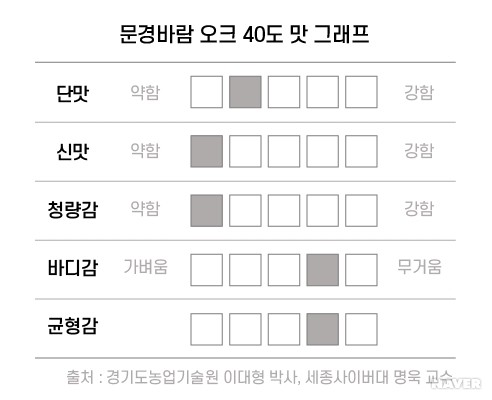 문경바람 오크 40도 맛 그래프
단맛 약함 강함
신맛 약함 강함
청량감 약함 강함
바디감 가벼움 무거움
균형감
출처 : 경기도농업기술원 이대형 박사, 세종사이버대 명욱 교수
NAVER